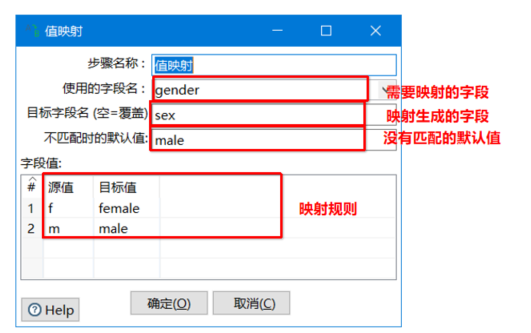 值映射
步骤名称： 值映射
使用的字段名： gender 需要映射的字段
目标字段名 (空=覆盖) sex 映射生成的字段
不匹配时的默认值: male 没有匹配的默认值
字段值:
# 源值 目标值
1 f female 映射规则
2 m male
Help 确定(O) 取消(C)